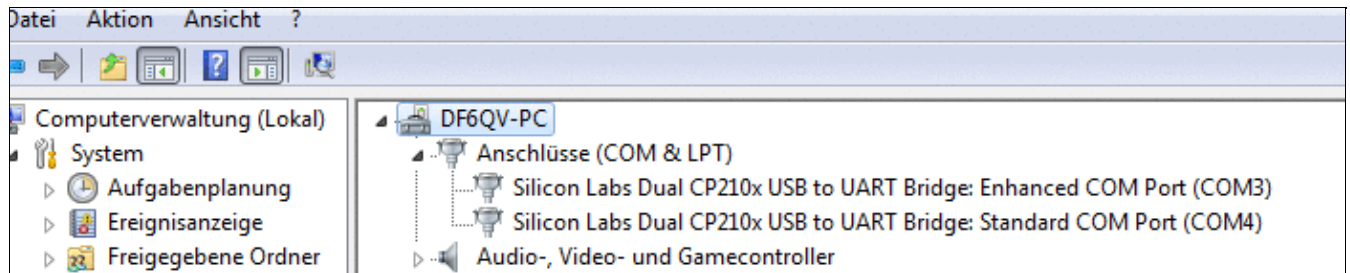 Datei Aktion Ansicht ?
Computerverwaltung (Lokal)
System
Aufgabenplanung
Ereignisanzeige
Freigegebene Ordner
DF6QV-PC
Anschlüsse (COM & LPT)
Silicon Labs Dual CP210x USB to UART Bridge: Enhanced COM Port (COM3)
Silicon Labs Dual CP210x USB to UART Bridge: Standard COM Port (COM4)
Audio-, Video- und Gamecontroller